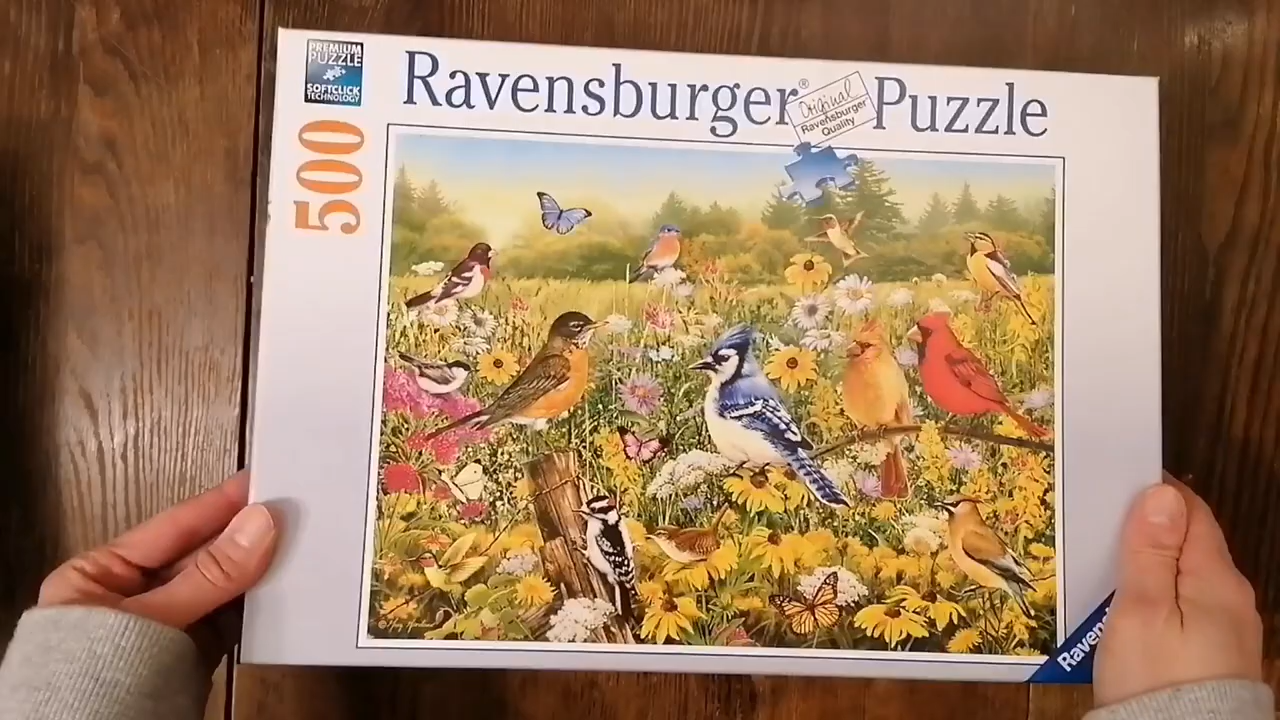 PREMIUM
PUZZLE
SOFTCLICK
TECHNOLOGY
Ravensburger® Puzzle
Original
Ravensburger
Quality
500
Ravens